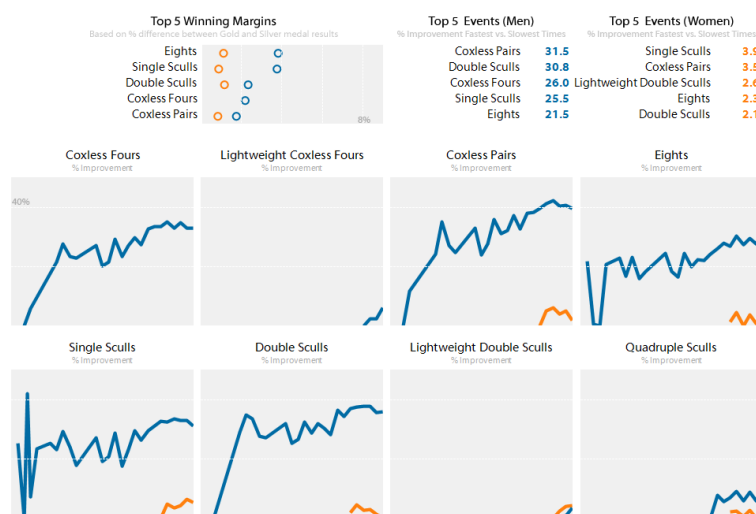 Top 5 Winning Margins
Based on % difference between Gold and Silver medal results
Eights
Single Sculls
Double Sculls
Coxless Fours
Coxless Pairs
8%
Top 5 Events (Men)
% Improvement Fastest vs. Slowest Times
Coxless Pairs 31.5
Double Sculls 30.8
Coxless Fours 26.0
Single Sculls 25.5
Eights 21.5
Top 5 Events (Women)
% Improvement Fastest vs. Slowest Times
Single Sculls
Coxless Pairs
Lightweight Double Sculls
Eights
Double Sculls
Coxless Fours
% Improvement
40%
Lightweight Coxless Fours
% Improvement
Coxless Pairs
% Improvement
Eights
% Improvement
Single Sculls
% Improvement
Double Sculls
% Improvement
Lightweight Double Sculls
% Improvement
Quadruple Sculls
% Improvement